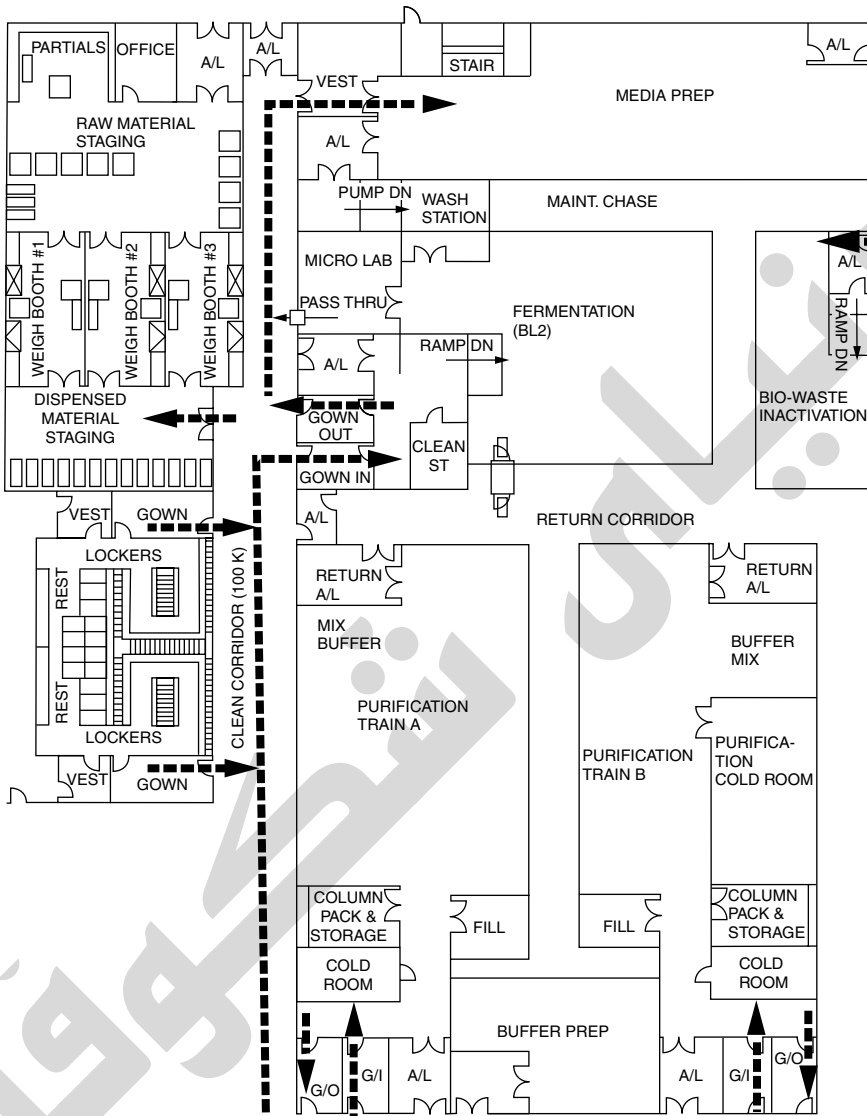 PARTIALS
OFFICE
A/L
A/L
STAIR
A/L
VEST
MEDIA PREP
RAW MATERIAL
STAGING
A/L
PUMP DN
WASH
STATION
MAINT. CHASE
WEIGH BOOTH #1
WEIGH BOOTH #2
WEIGH BOOTH #3
MICRO LAB
A/L
PASS THRU
FERMENTATION
(BL2)
RAMP DN
A/L
RAMP DN
DISPENSED
MATERIAL
STAGING
GOWN
OUT
BIO-WASTE
INACTIVATION
CLEAN
ST
GOWN IN
VEST
GOWN
A/L
RETURN CORRIDOR
LOCKERS
REST
CLEAN CORRIDOR (100 K)
RETURN
A/L
RETURN
A/L
MIX
BUFFER
BUFFER
MIX
REST
LOCKERS
PURIFICATION
TRAIN A
PURIFICATION
TRAIN B
PURIFICA-
TION
COLD ROOM
VEST
GOWN
COLUMN
PACK &
STORAGE
FILL
FILL
COLUMN
PACK &
STORAGE
COLD
ROOM
COLD
ROOM
BUFFER PREP
G/O
G/I
A/L
A/L
G/I
G/O